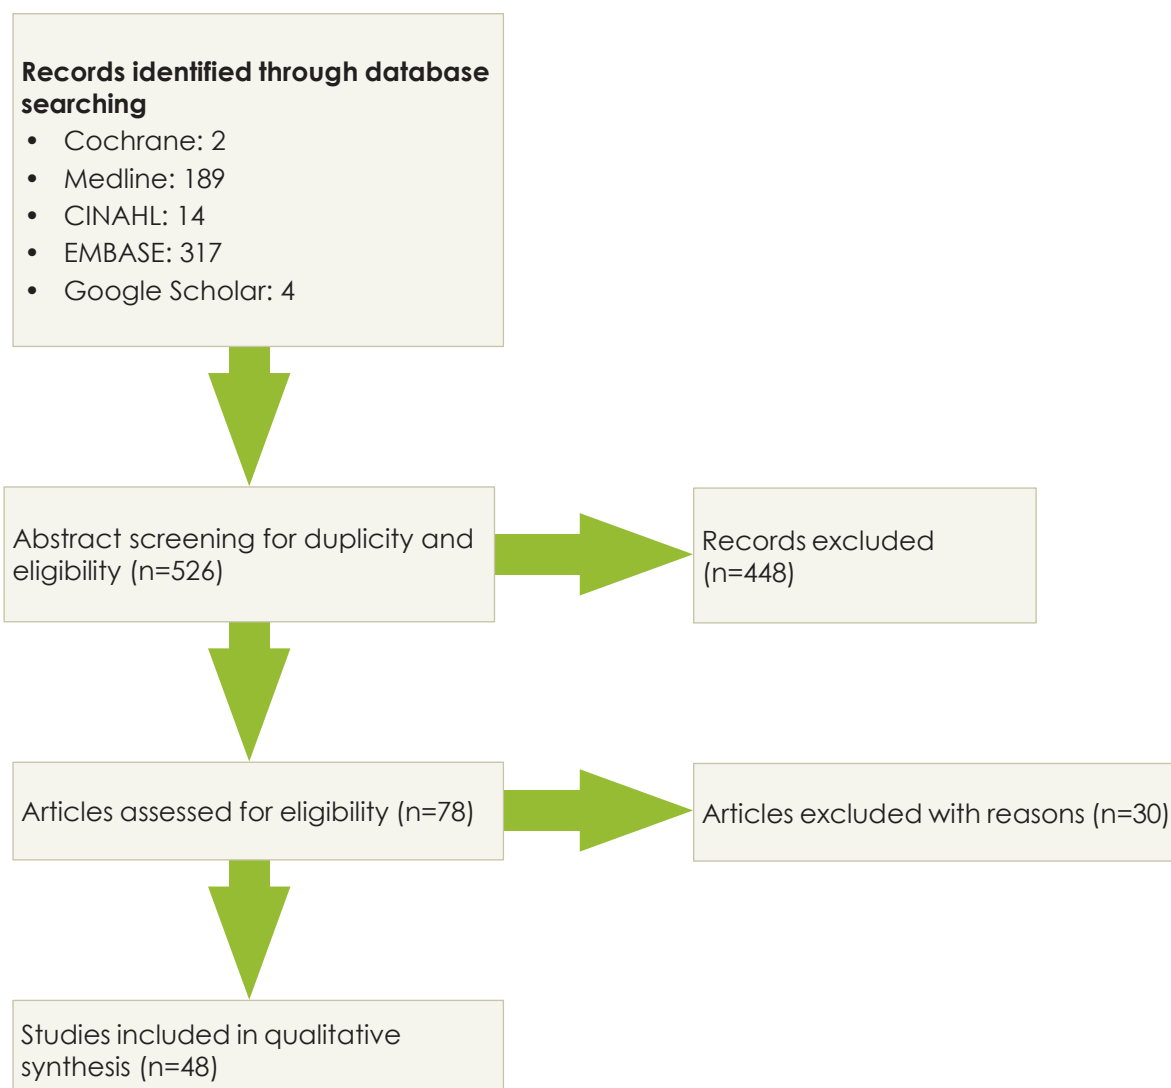 Records identified through database
searching
• Cochrane: 2
• Medline: 189
• CINAHL: 14
• EMBASE: 317
• Google Scholar: 4
Abstract screening for duplicity and
eligibility (n=526)
Records excluded
(n=448)
Articles assessed for eligibility (n=78)
Articles excluded with reasons (n=30)
Studies included in qualitative
synthesis (n=48)